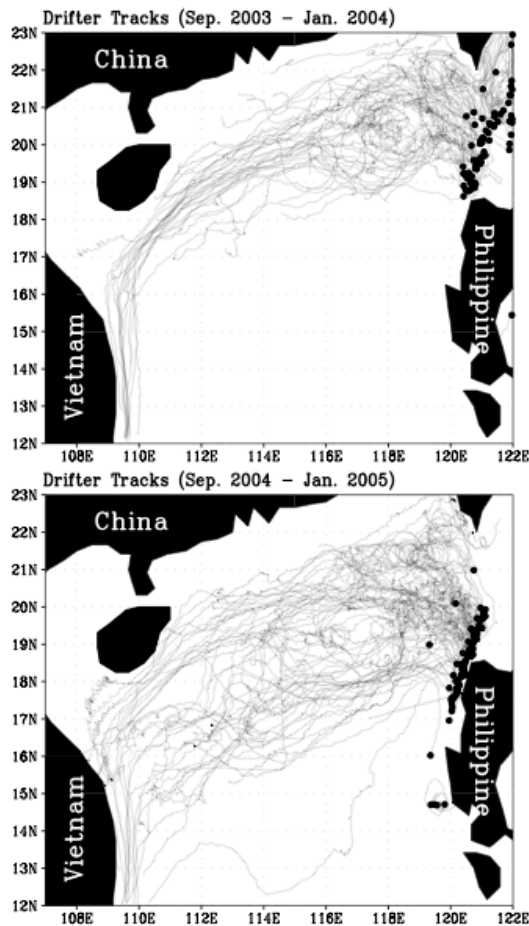 Drifter Tracks (Sep. 2003 - Jan. 2004)
23N
China
22N
21N
20N
19N
18N
17N
Philippine
16N
15N
Vietnam
14N
13N
12N
108E 110E 112E 114E 116E 118E 120E 122E
Drifter Tracks (Sep. 2004 - Jan. 2005)
23N
China
22N
21N
20N
19N
18N
17N
Philippine
16N
15N
Vietnam
14N
13N
12N
108E 110E 112E 114E 116E 118E 120E 122E